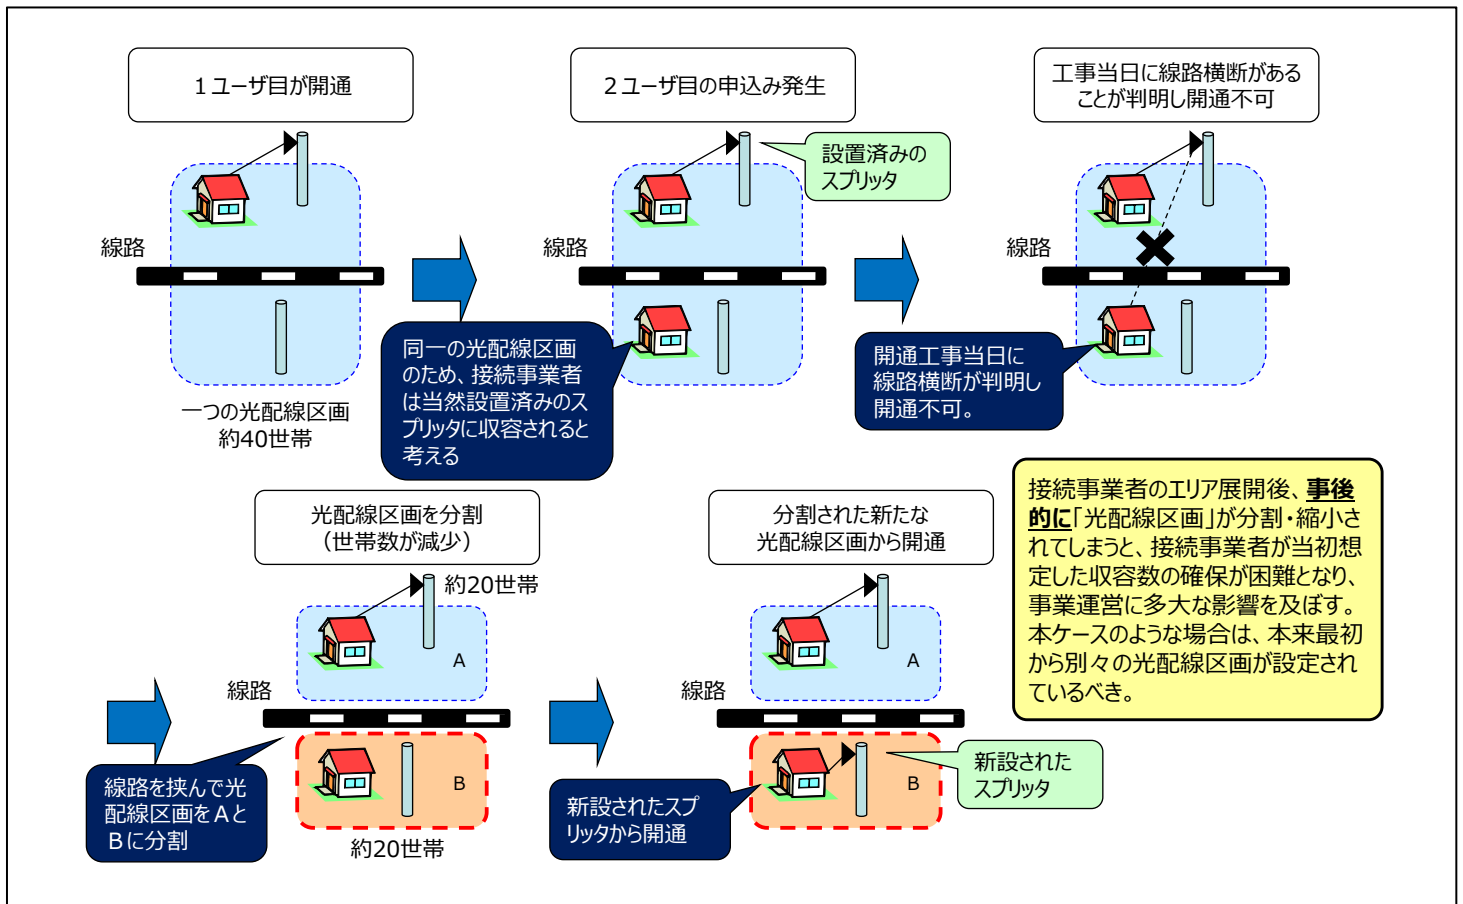 １ユーザ目が開通
線路
一つの光配線区画
約40世帯
２ユーザ目の申込み発生
設置済みの
スプリッタ
線路
同一の光配線区画
のため、接続事業者
は当然設置済みのス
プリッタに収容されると
考える
工事当日に線路横断がある
ことが判明し開通不可
線路
開通工事当日に
線路横断が判明し
開通不可。
光配線区画を分割
（世帯数が減少）
約20世帯
A
線路
B
約20世帯
線路を挟んで光
配線区画をＡと
Ｂに分割
分割された新たな
光配線区画から開通
A
線路
B
新設されたスプ
リッタから開通
新設された
スプリッタ
接続事業者のエリア展開後、事後
的に「光配線区画」が分割・縮小さ
れてしまうと、接続事業者が当初想
定した収容数の確保が困難となり、
事業運営に多大な影響を及ぼす。
本ケースのような場合は、本来最初
から別々の光配線区画が設定され
ているべき。